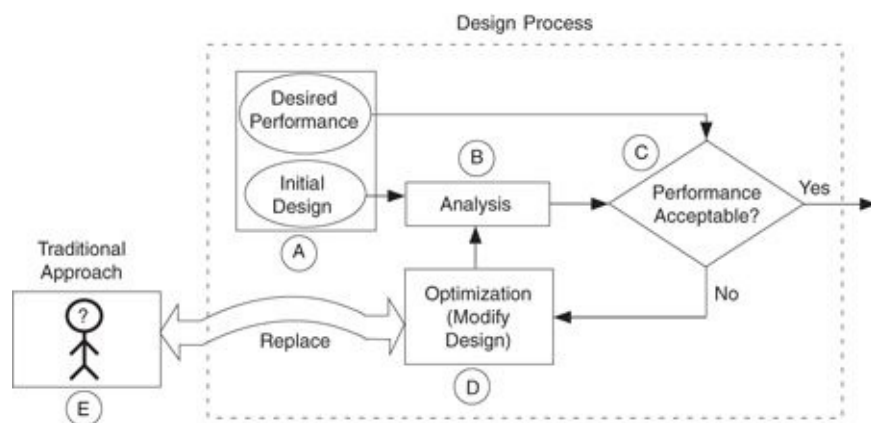 Design Process
Desired
Performance
B
C
Initial
Design
Analysis
Performance
Acceptable?
Yes
A
Traditional
Approach
No
?
Optimization
(Modify
Design)
Replace
E
D